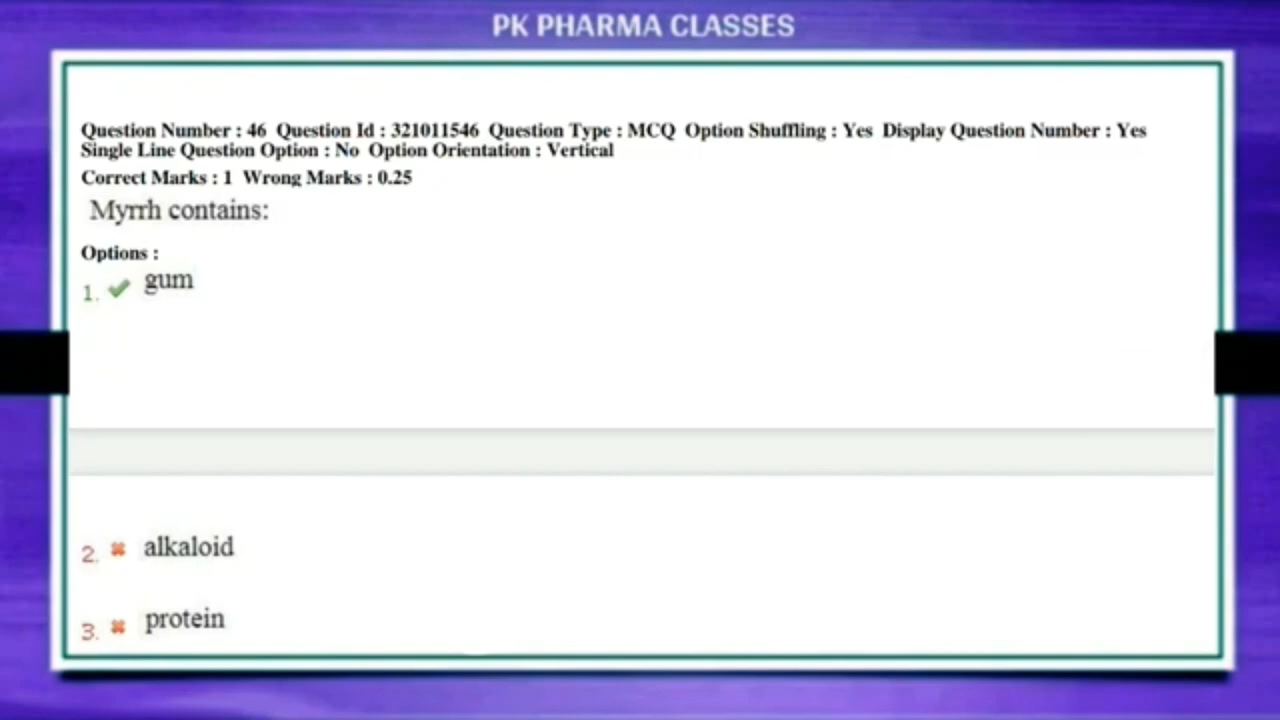 PK PHARMA CLASSES
Question Number : 46 Question Id : 321011546 Question Type : MCQ Option Shuffling : Yes Display Question Number : Yes
Single Line Question Option : No Option Orientation : Vertical
Correct Marks : 1 Wrong Marks : 0.25
Myrrh contains:
Options :
1. gum
2. alkaloid
3. protein